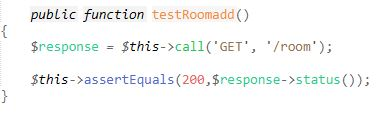 public function testRoomadd()
{
$response = $this->call('GET', '/room');
$this->assertEquals(200,$response->status());
}